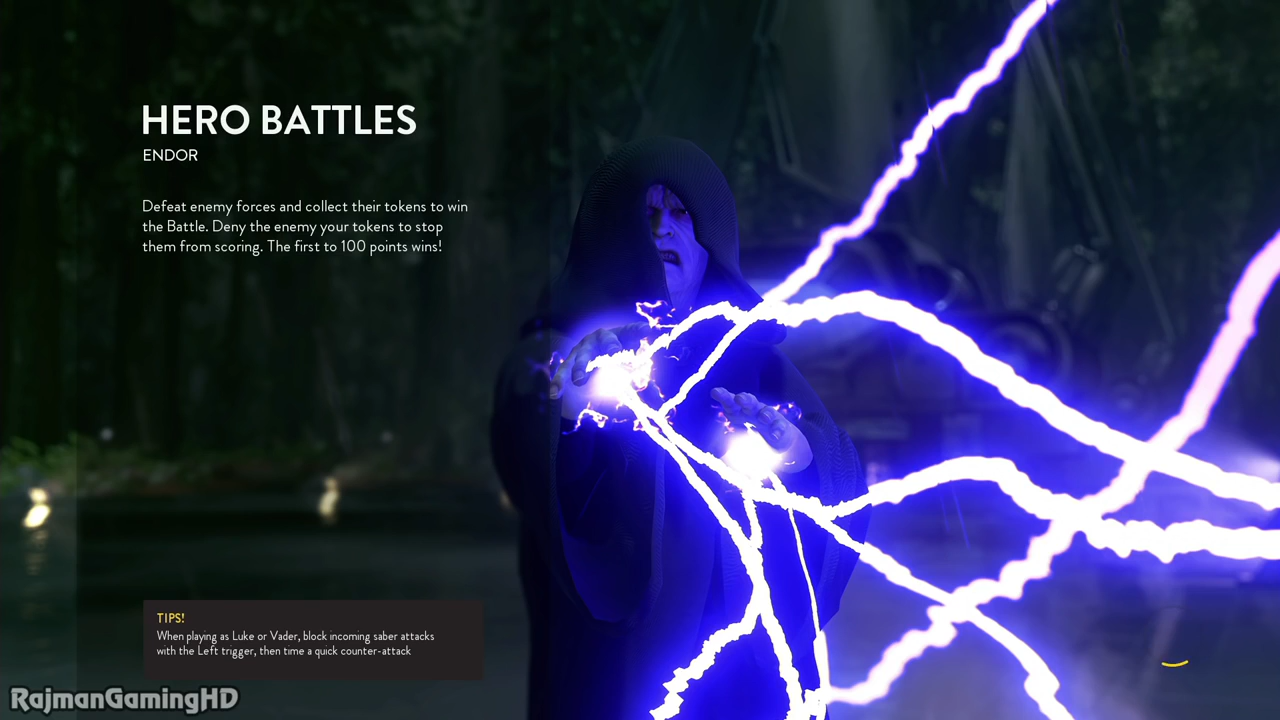 HERO BATTLES
ENDOR
Defeat enemy forces and collect their tokens to win
the Battle. Deny the enemy your tokens to stop
them from scoring. The first to 100 points wins!
TIPS!
When playing as Luke or Vader, block incoming saber attacks
with the Left trigger, then time a quick counter-attack
RajmanGamingHD